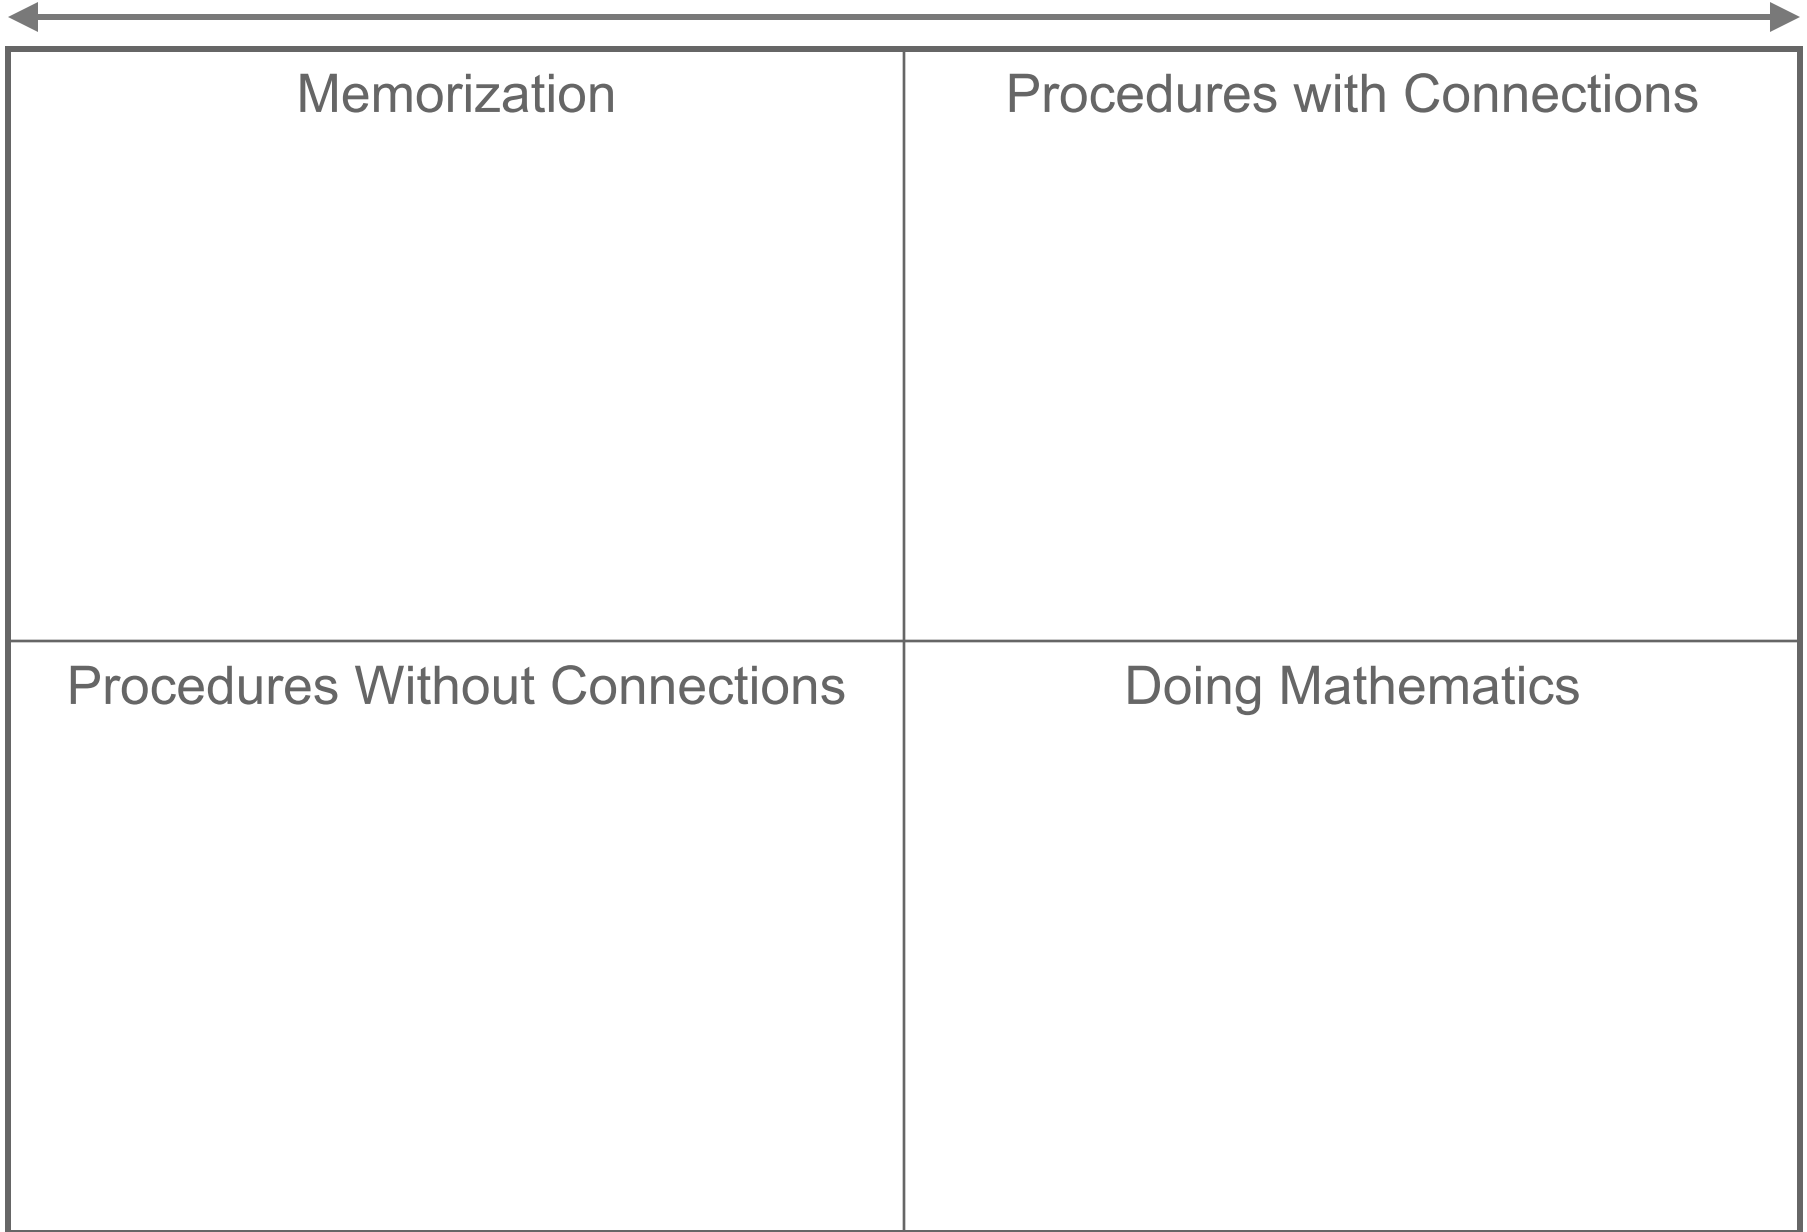 Memorization
Procedures with Connections
Procedures Without Connections
Doing Mathematics